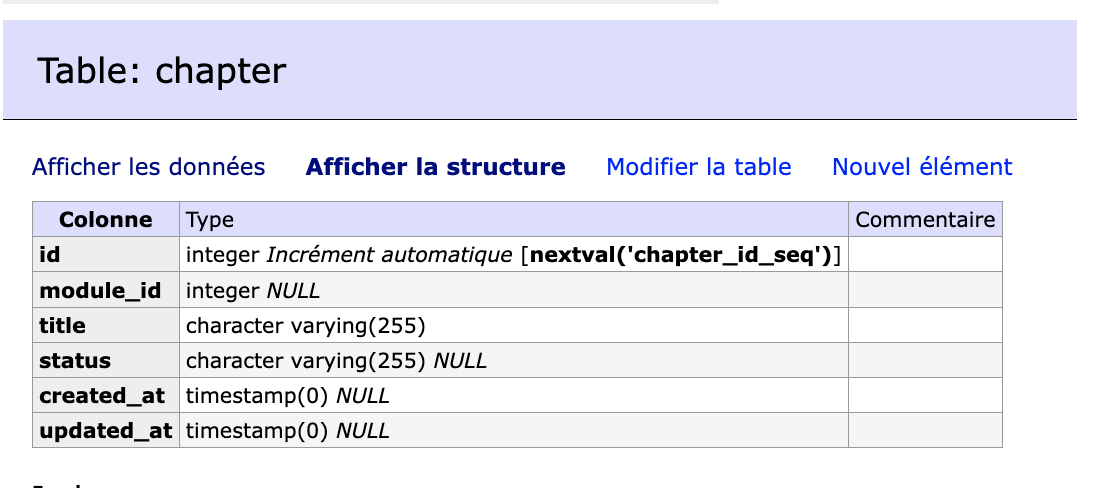 Table: chapter
Afficher les données Afficher la structure Modifier la table Nouvel élément
Colonne Type Commentaire
id integer Incrément automatique [nextval('chapter_id_seq')]
module_id integer NULL
title character varying(255)
status character varying(255) NULL
created_at timestamp(0) NULL
updated_at timestamp(0) NULL